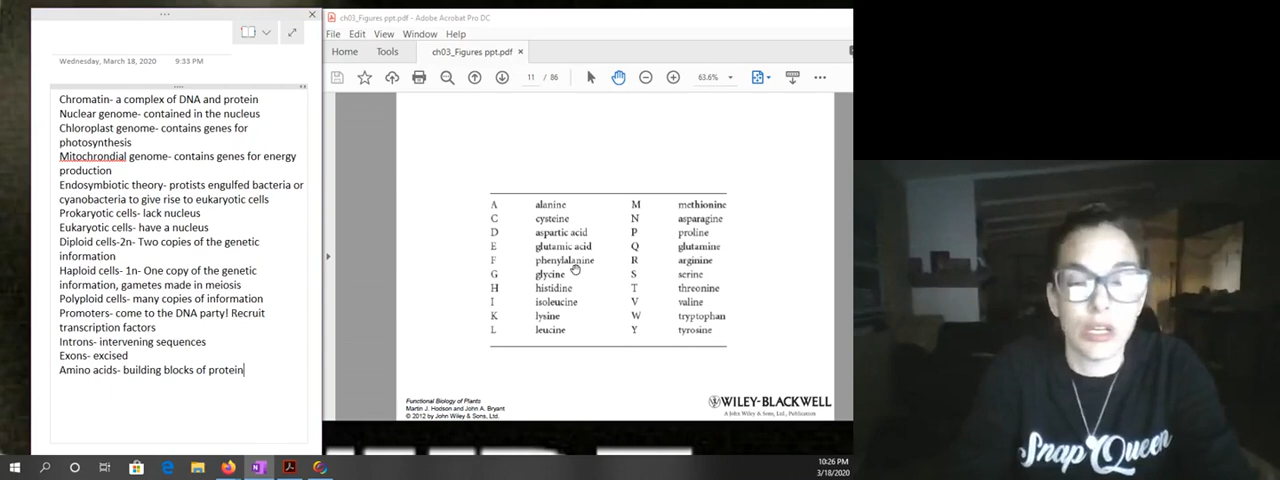 Wednesday, March 18, 2020 9:33 PM
Chromatin- a complex of DNA and protein
Nuclear genome- contained in the nucleus
Chloroplast genome- contains genes for
photosynthesis
Mitochrondial genome- contains genes for energy
production
Endosymbiotic theory- protists engulfed bacteria or
cyanobacteria to give rise to eukaryotic cells
Prokaryotic cells- lack nucleus
Eukaryotic cells- have a nucleus
Diploid cells-2n- Two copies of the genetic
information
Haploid cells- 1n- One copy of the genetic
information, gametes made in meiosis
Polyploid cells- many copies of information
Promoters- come to the DNA party! Recruit
transcription factors
Introns- intervening sequences
Exons- excised
Amino acids- building blocks of protein
ch03_Figures ppt.pdf - Adobe Acrobat Pro DC
File Edit View Window Help
Home Tools ch03_Figures ppt.pdf ×
11 / 86 63.6%
A alanine M methionine
C cysteine N asparagine
D aspartic acid P proline
E glutamic acid Q glutamine
F phenylalanine R arginine
G glycine S serine
H histidine T threonine
I isoleucine V valine
K lysine W tryptophan
L leucine Y tyrosine
Functional Biology of Plants
Martin J. Hodson and John A. Bryant
© 2012 by John Wiley & Sons, Ltd.
WILEY-BLACKWELL
A John Wiley & Sons, Ltd., Publication
Snap Queen
10:26 PM
3/18/2020